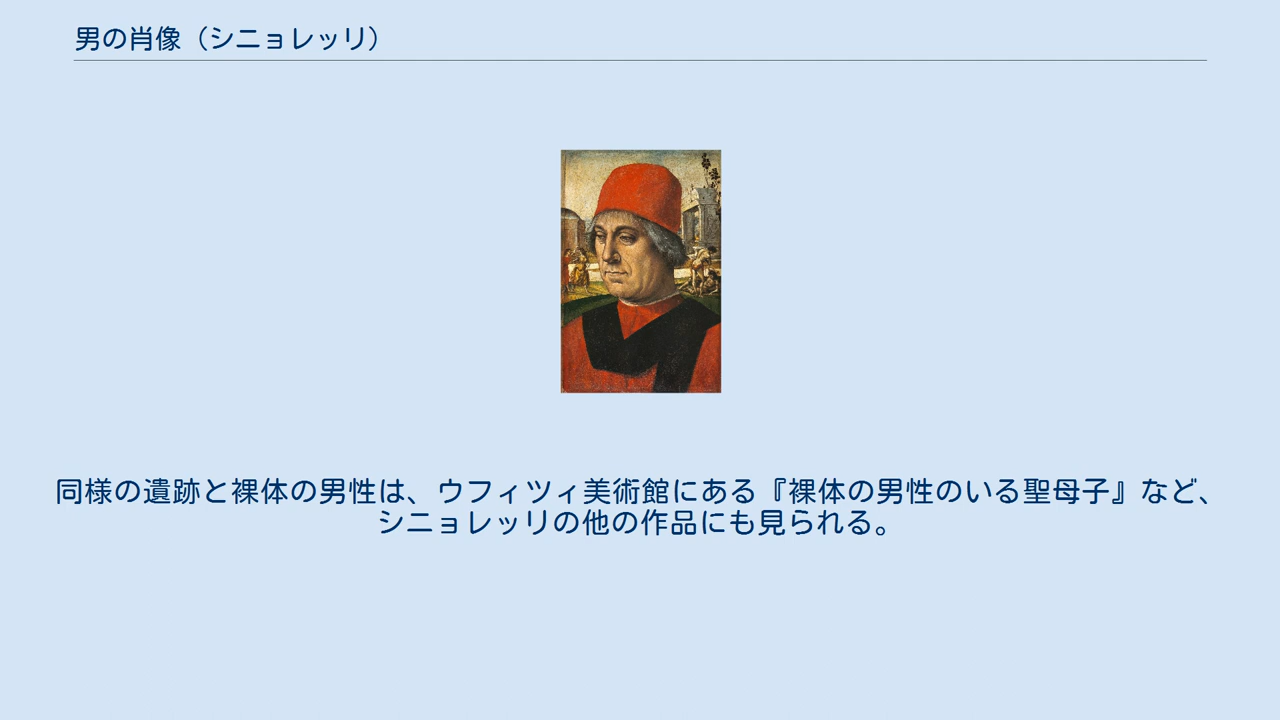 男の肖像（シニョレッリ）
同様の遺跡と裸体の男性は、ウフィツィ美術館にある『裸体の男性のいる聖母子』など、
シニョレッリの他の作品にも見られる。